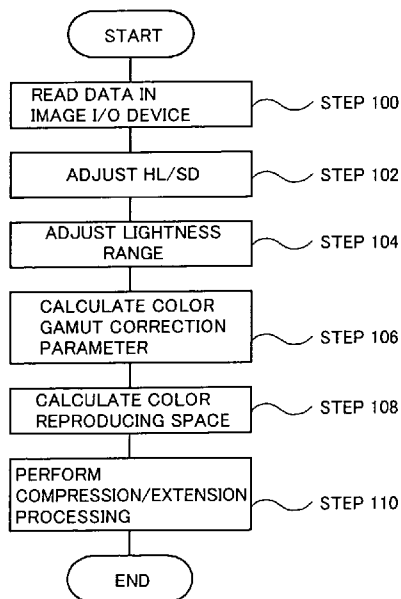 START
READ DATA IN
IMAGE I/O DEVICE
STEP 100
ADJUST HL/SD
STEP 102
ADJUST LIGHTNESS
RANGE
STEP 104
CALCULATE COLOR
GAMUT CORRECTION
PARAMETER
STEP 106
CALCULATE COLOR
REPRODUCING SPACE
STEP 108
PERFORM
COMPRESSION/EXTENSION
PROCESSING
STEP 110
END